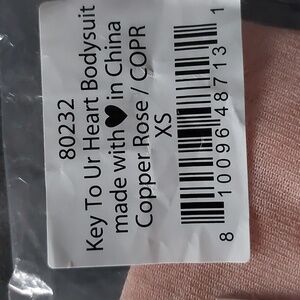 80232
Key To Ur Heart Bodysuit
made with♥ in China
Copper Rose / COPR
XS
8 10096 48713 1